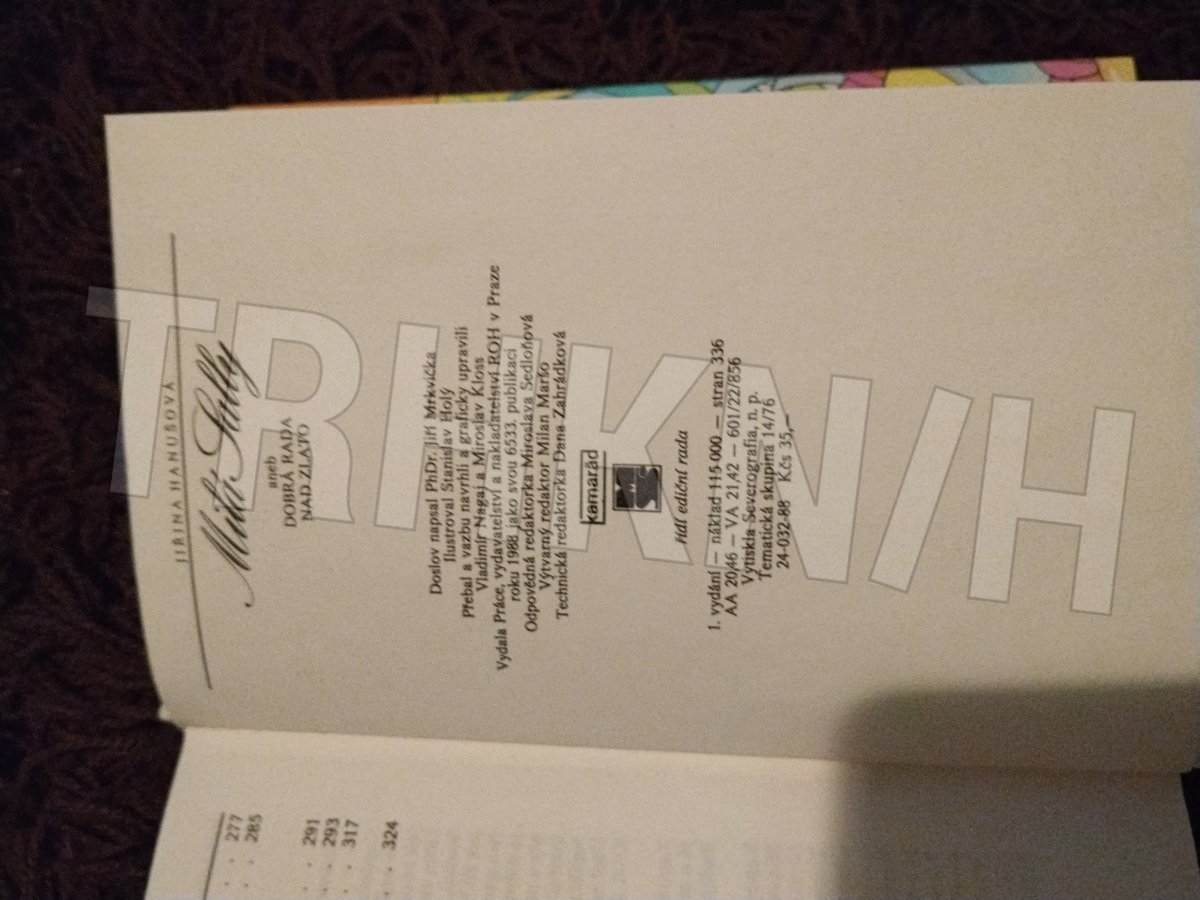 JIŘINA HANUŠOVÁ
Milá Sally
aneb
DOBRÁ RADA
NAD ZLATO
Doslov napsal PhDr. Jiří Mrkvička
Ilustroval Stanislav Holý
Přebal a vazbu navrhli a graficky upravili
Vladimír Nagaj a Miroslav Kloss
Vydala Práce, vydavatelství a nakladatelství ROH v Praze
roku 1988 jako svou 6533. publikaci
Odpovědná redaktorka Miroslava Sedloňová
Výtvarný redaktor Milan Maršo
Technická redaktorka Dana Zahrádková
kamarád
řídí ediční rada
1. vydání — náklad 115 000 — stran 336
AA 20,46 — VA 21,42 — 601/22/856
Vytiskla Severografia, n. p.
Tematická skupina 14/76
24-032-88 Kčs 35,—
. . 277
. . 285
. . 291
. . 293
. . 317
. . 324
TRHKNIH